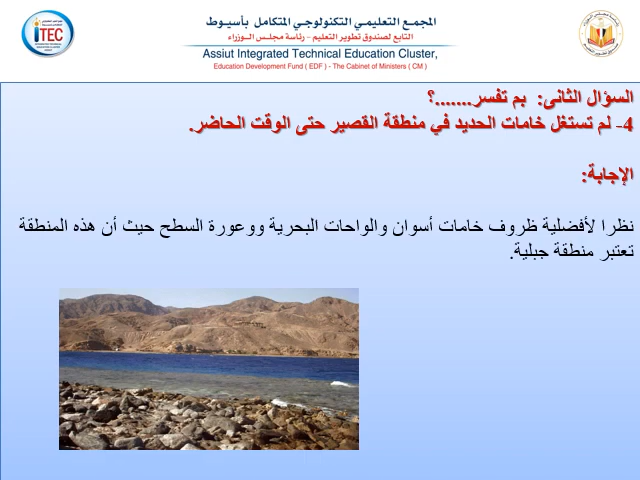 المجمع التعليمي التكنولوجي المتكامل بأسيوط
التابع لصندوق تطوير التعليم - رئاسة مجلس الوزراء
Assiut Integrated Technical Education Cluster,
Education Development Fund ( EDF ) - The Cabinet of Ministers ( CM )
iTEC
السؤال الثانى: بم تفسر.......؟
4- لم تستغل خامات الحديد في منطقة القصير حتى الوقت الحاضر.
الإجابة:
نظرا لأفضلية ظروف خامات أسوان والواحات البحرية ووعورة السطح حيث أن هذه المنطقة
تعتبر منطقة جبلية.